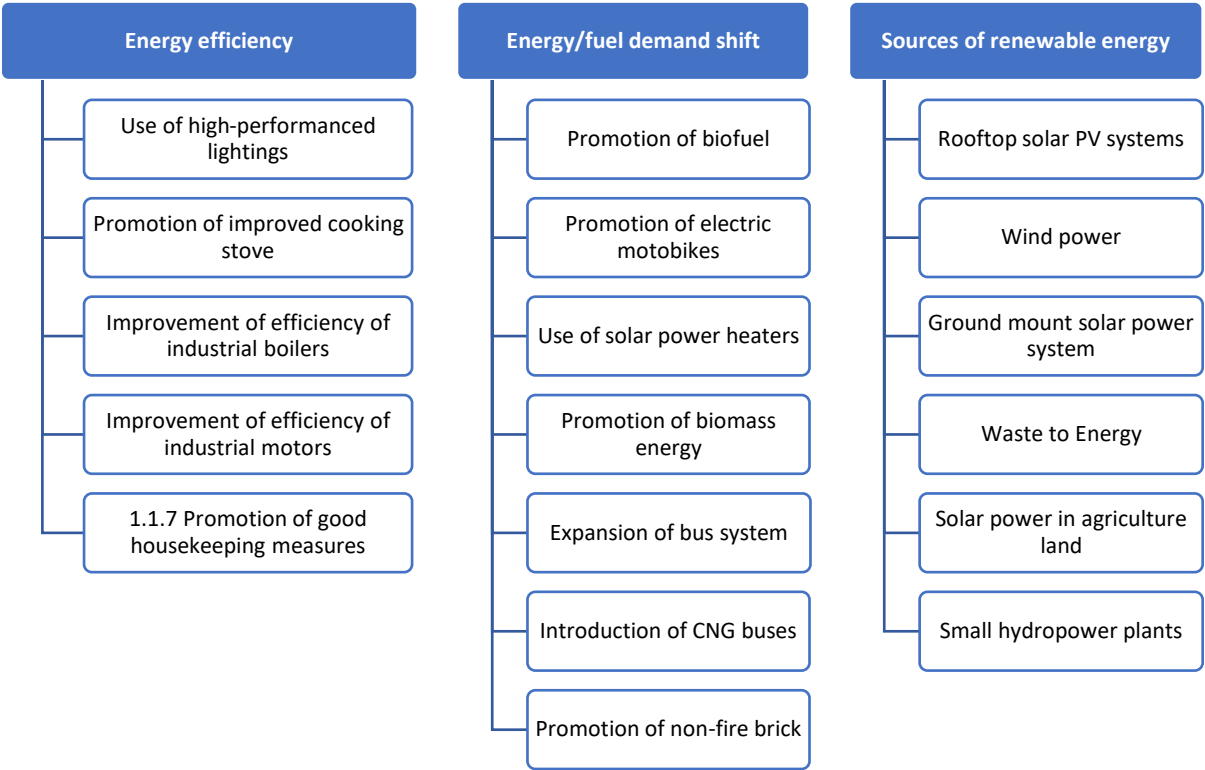 Energy efficiency
Use of high-performanced
lightings
Promotion of improved cooking
stove
Improvement of efficiency of
industrial boilers
Improvement of efficiency of
industrial motors
1.1.7 Promotion of good
housekeeping measures
Energy/fuel demand shift
Promotion of biofuel
Promotion of electric
motobikes
Use of solar power heaters
Promotion of biomass
energy
Expansion of bus system
Introduction of CNG buses
Promotion of non-fire brick
Sources of renewable energy
Rooftop solar PV systems
Wind power
Ground mount solar power
system
Waste to Energy
Solar power in agriculture
land
Small hydropower plants